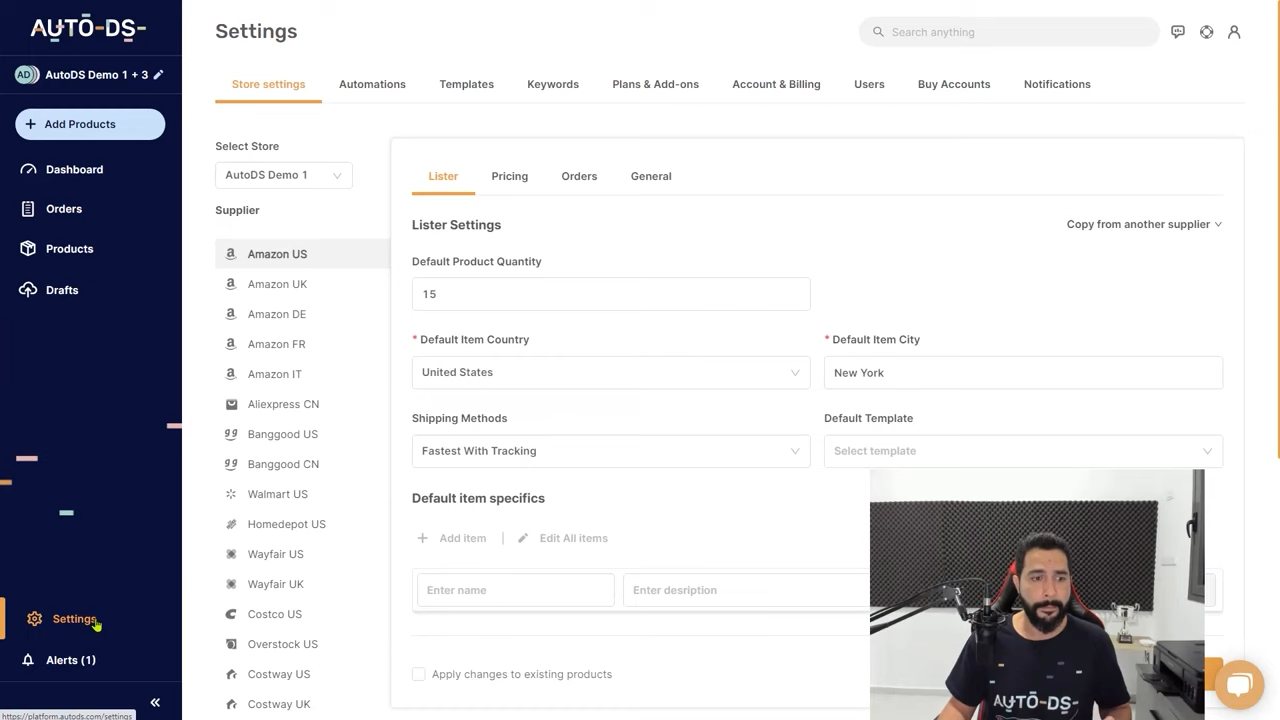 AUTO-DS-
Settings
Search anything
AD
AutoDS Demo 1 + 3
Add Products
Dashboard
Orders
Products
Drafts
Settings
Alerts (1)
https://platform.autods.com/settings
Store settings
Automations
Templates
Keywords
Plans & Add-ons
Account & Billing
Users
Buy Accounts
Notifications
Select Store
AutoDS Demo 1
Supplier
Amazon US
Amazon UK
Amazon DE
Amazon FR
Amazon IT
Aliexpress CN
Banggood US
Banggood CN
Walmart US
Homedepot US
Wayfair US
Wayfair UK
Costco US
Overstock US
Costway US
Costway UK
Lister
Pricing
Orders
General
Lister Settings
Copy from another supplier
Default Product Quantity
15
* Default Item Country
* Default Item City
United States
New York
Shipping Methods
Default Template
Fastest With Tracking
Select template
Default item specifics
Add item
Edit All items
Enter name
Enter desription
Apply changes to existing products
AUTO-DS